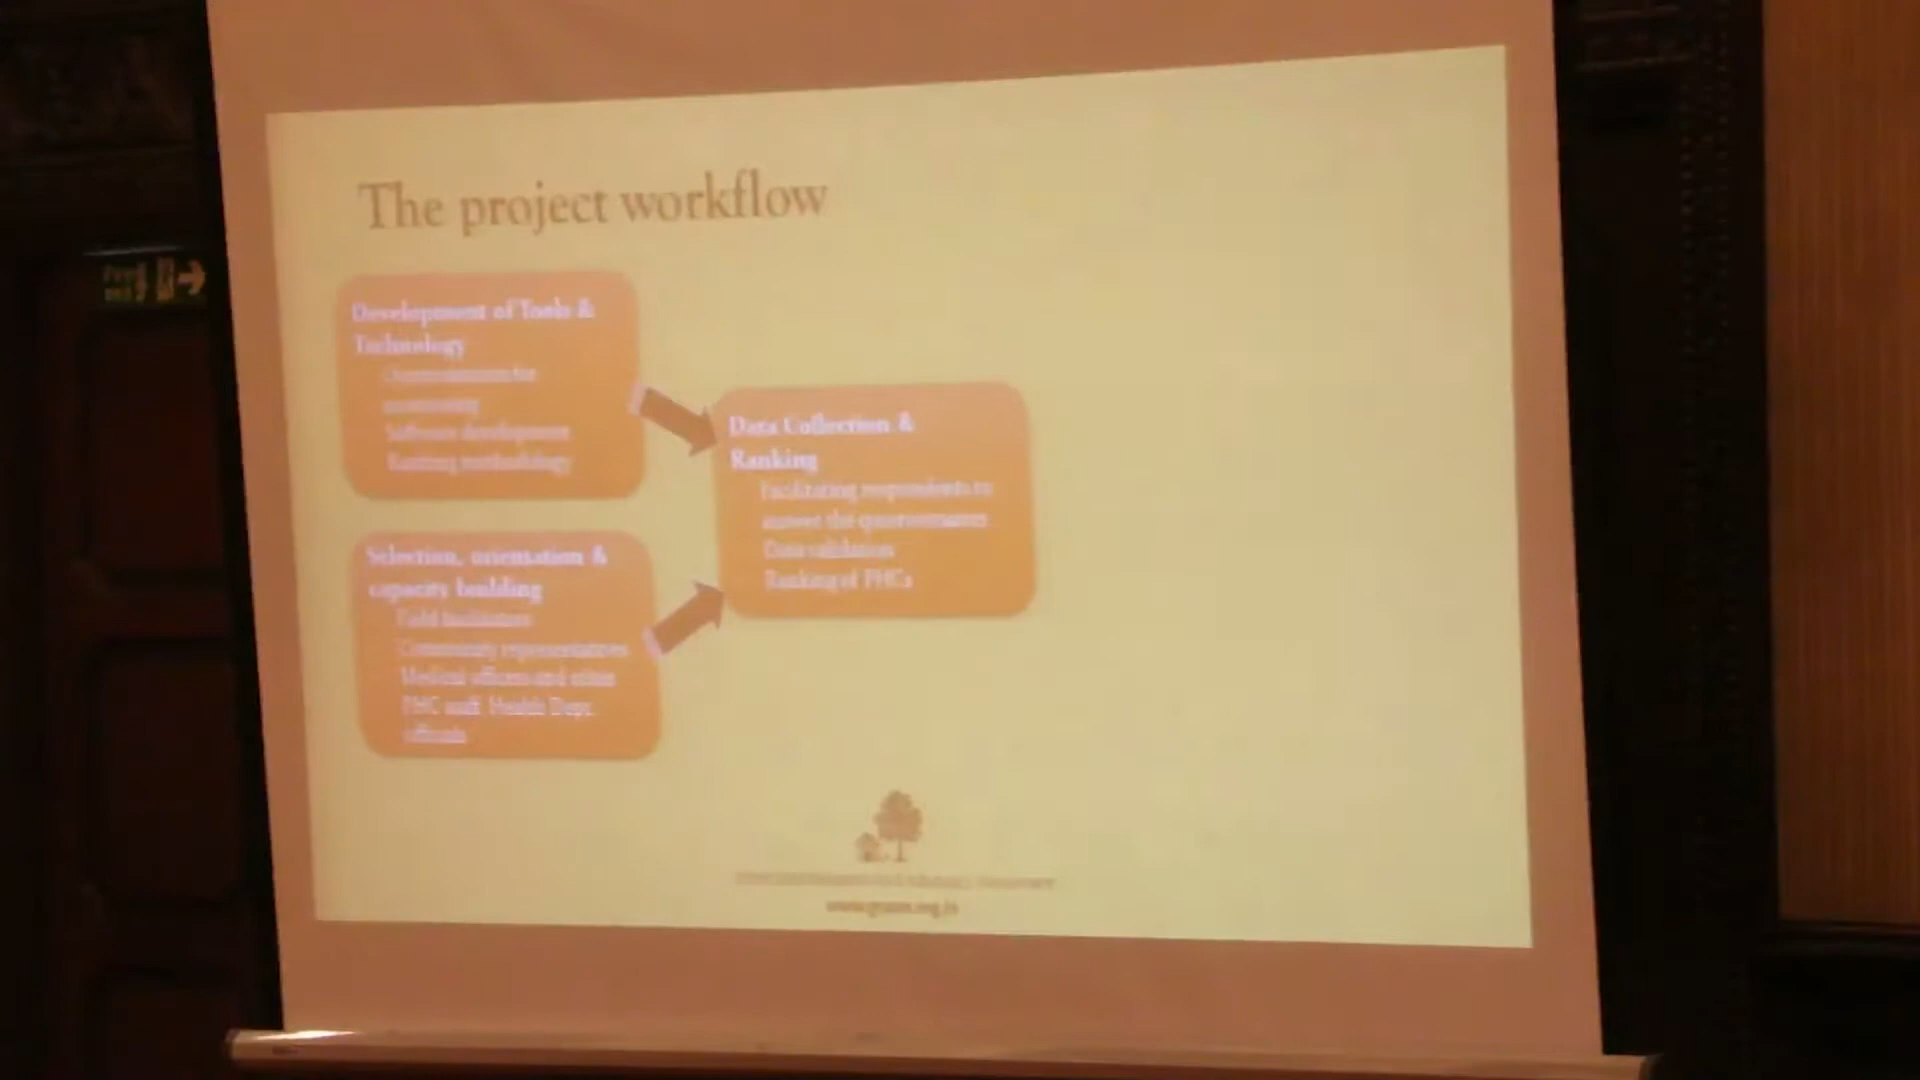 The project workflow
Development of Tools &
Technology
Software development
Ranking methodology
Selection, orientation &
capacity building
Field facilitators
Community representatives
Medical officers and other
PHC staff, Health Dept.
officials
Data Collection &
Ranking
Facilitating respondents to
answer the questionnaires
Data validation
Ranking of PHCs